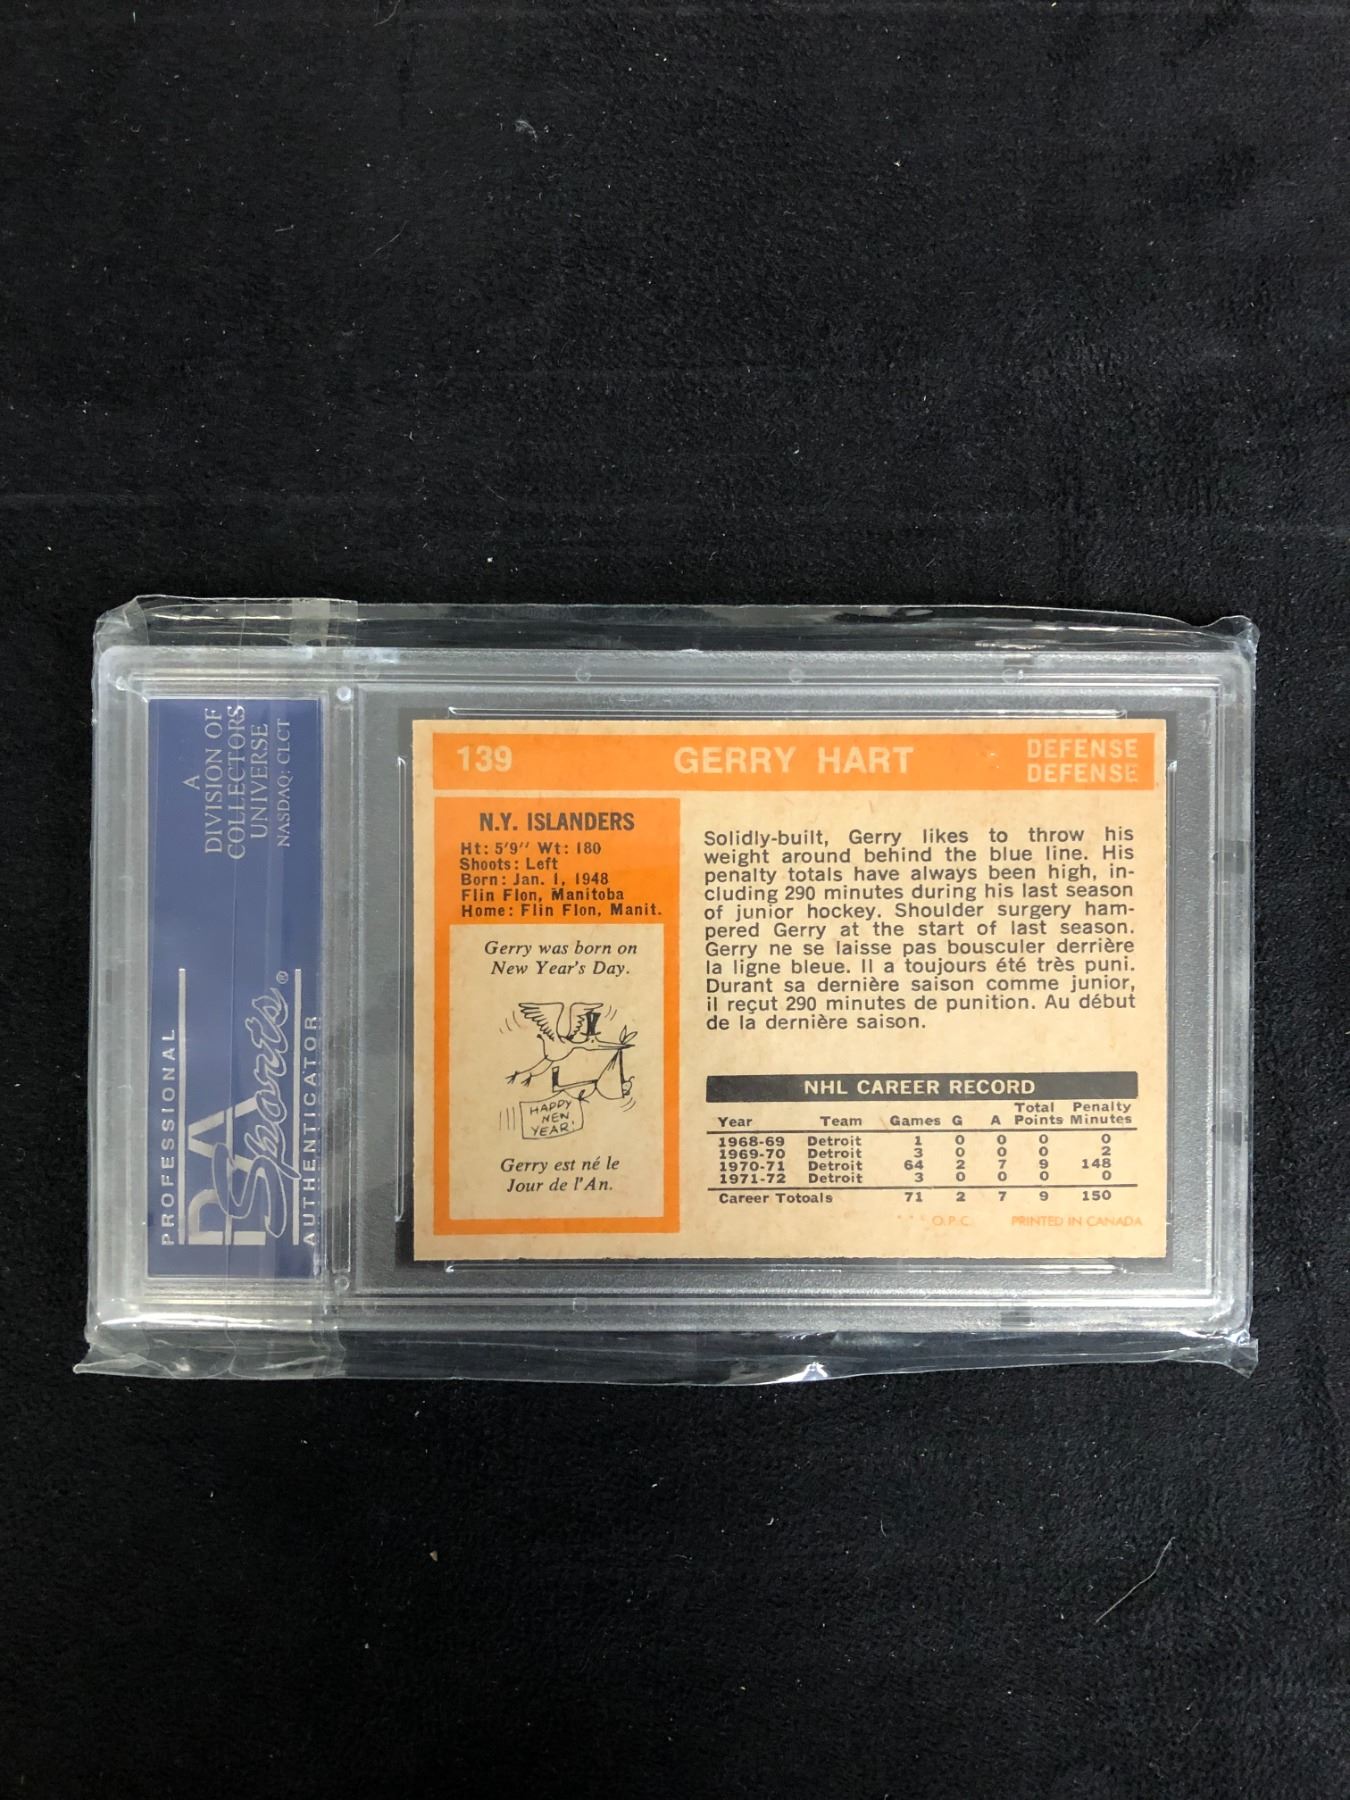 A
DIVISION OF
COLLECTORS
UNIVERSE
NASDAQ: CLCT
PROFESSIONAL
PSA
Sports®
AUTHENTICATOR
139 GERRY HART DEFENSE
DEFENSE
N.Y. ISLANDERS
Ht: 5'9" Wt: 180
Shoots: Left
Born: Jan. 1, 1948
Flin Flon, Manitoba
Home: Flin Flon, Manit.
Gerry was born on
New Year's Day.
HAPPY
NEW
YEAR!
Gerry est né le
Jour de l'An.
Solidly-built, Gerry likes to throw his
weight around behind the blue line. His
penalty totals have always been high, in-
cluding 290 minutes during his last season
of junior hockey. Shoulder surgery ham-
pered Gerry at the start of last season.
Gerry ne se laisse pas bousculer derrière
la ligne bleue. Il a toujours été très puni.
Durant sa dernière saison comme junior,
il reçut 290 minutes de punition. Au début
de la dernière saison.
NHL CAREER RECORD
Year Team Games G A Total Points Penalty Minutes
1968-69 Detroit 1 0 0 0 0
1969-70 Detroit 3 0 0 0 2
1970-71 Detroit 64 2 7 9 148
1971-72 Detroit 3 0 0 0 0
Career Totoals 71 2 7 9 150
* * * O.P.C. PRINTED IN CANADA